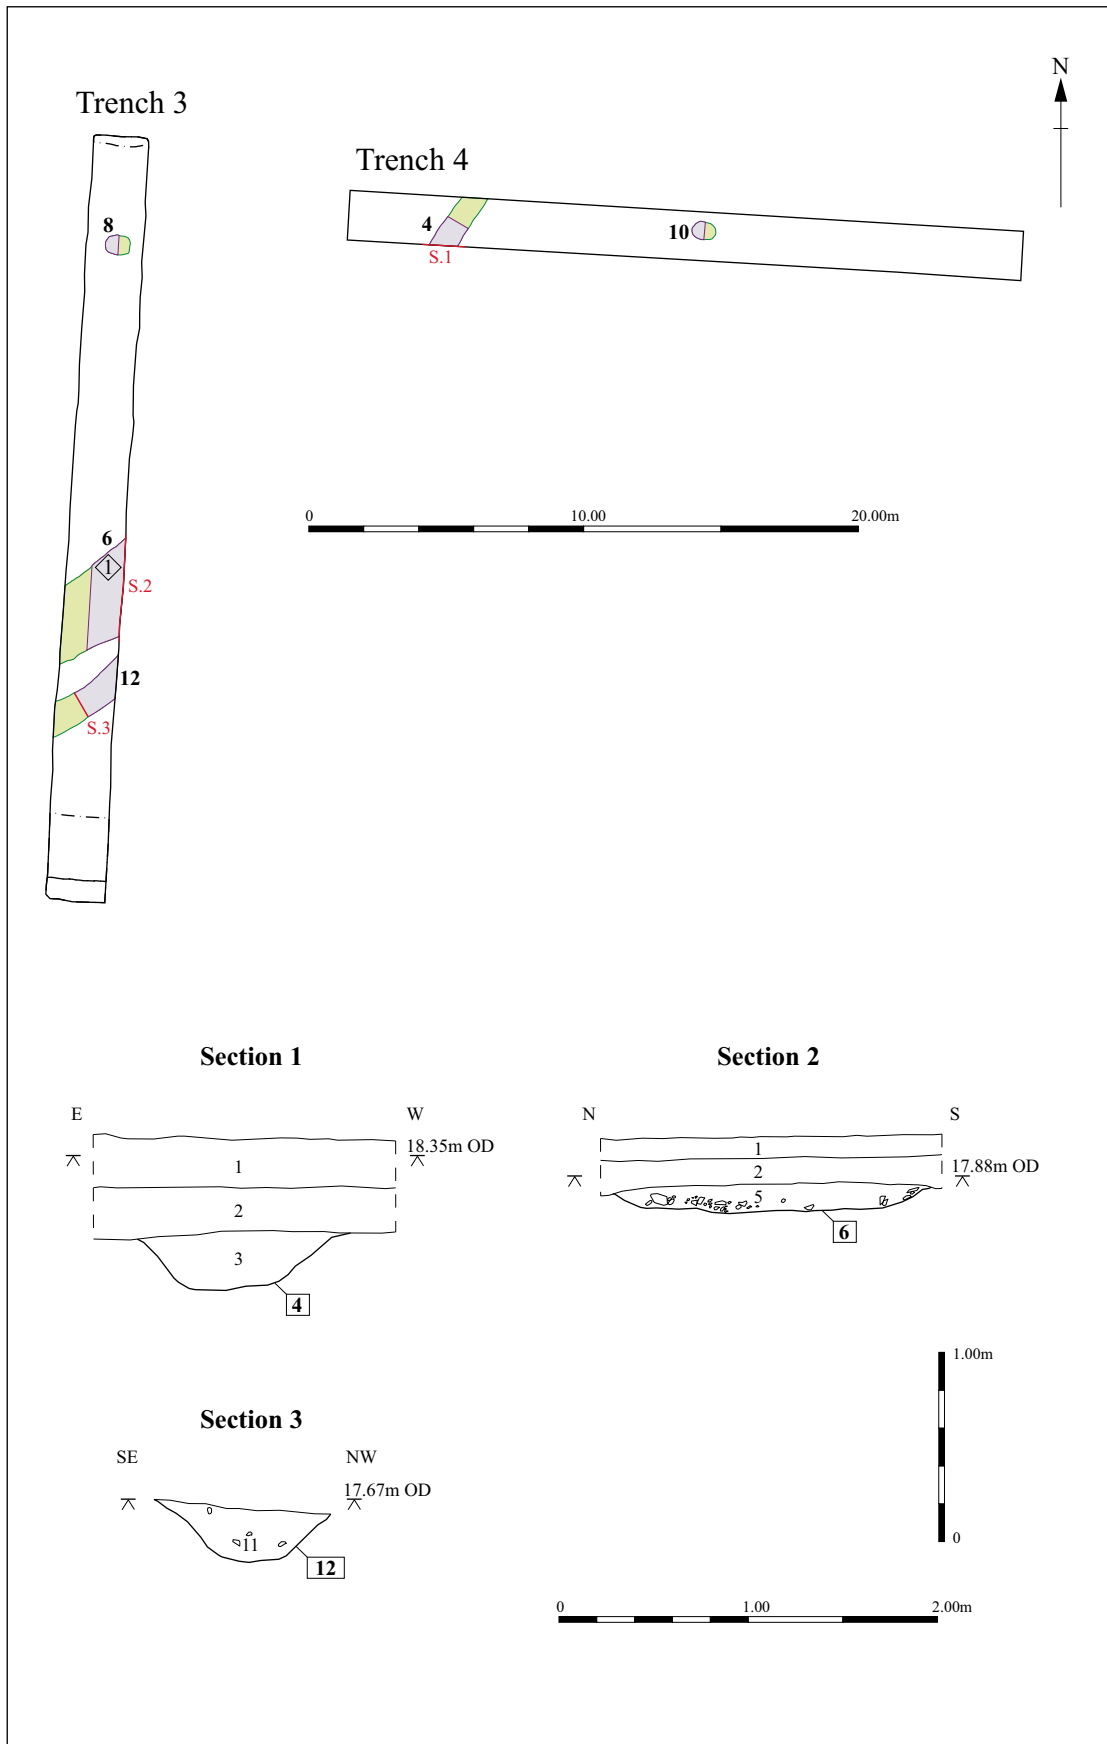 N
Trench 3
Trench 4
8
4
10
S.1
0 10.00 20.00m
6
1
S.2
12
S.3
Section 1
E W
18.35m OD
1
2
3
4
Section 2
N S
17.88m OD
1
2
5
6
Section 3
SE NW
17.67m OD
11
12
1.00m
0
0 1.00 2.00m